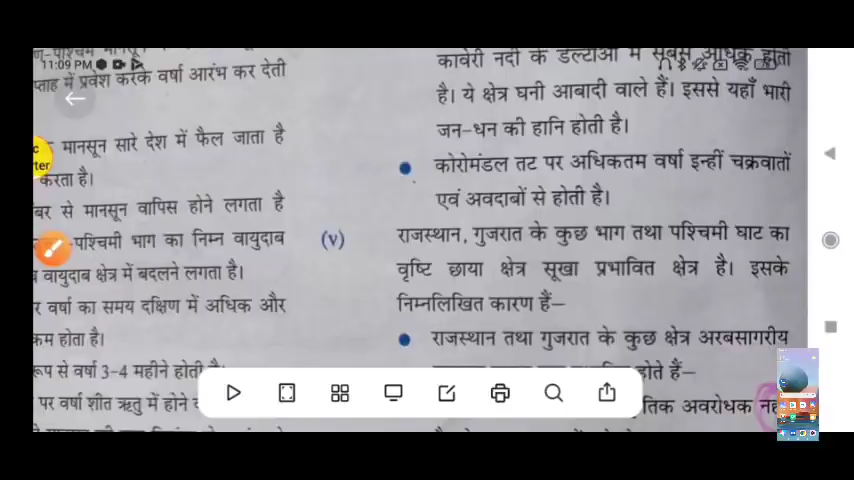 11:09 PM
प्ताह में प्रवेश करके वर्षा आरंभ कर देती
मानसून सारे देश में फैल जाता है
करता है।
बर से मानसून वापिस होने लगता है
-पश्चिमी भाग का निम्न वायुदाब
वायुदाब क्षेत्र में बदलने लगता है।
र वर्षा का समय दक्षिण में अधिक और
कम होता है।
रूप से वर्षा 3-4 महीने होती है।
पर वर्षा शीत ऋतु में होने
कावेरी नदी के डेल्टाओं में सबसे अधिक होती
है। ये क्षेत्र घनी आबादी वाले हैं। इससे यहाँ भारी
जन-धन की हानि होती है।
कोरोमंडल तट पर अधिकतम वर्षा इन्हीं चक्रवातों
एवं अवदाबों से होती है।
(v) राजस्थान, गुजरात के कुछ भाग तथा पश्चिमी घाट का
वृष्टि छाया क्षेत्र सूखा प्रभावित क्षेत्र है। इसके
निम्नलिखित कारण हैं–
राजस्थान तथा गुजरात के कुछ क्षेत्र अरबसागरीय
होते हैं–
तिक अवरोधक